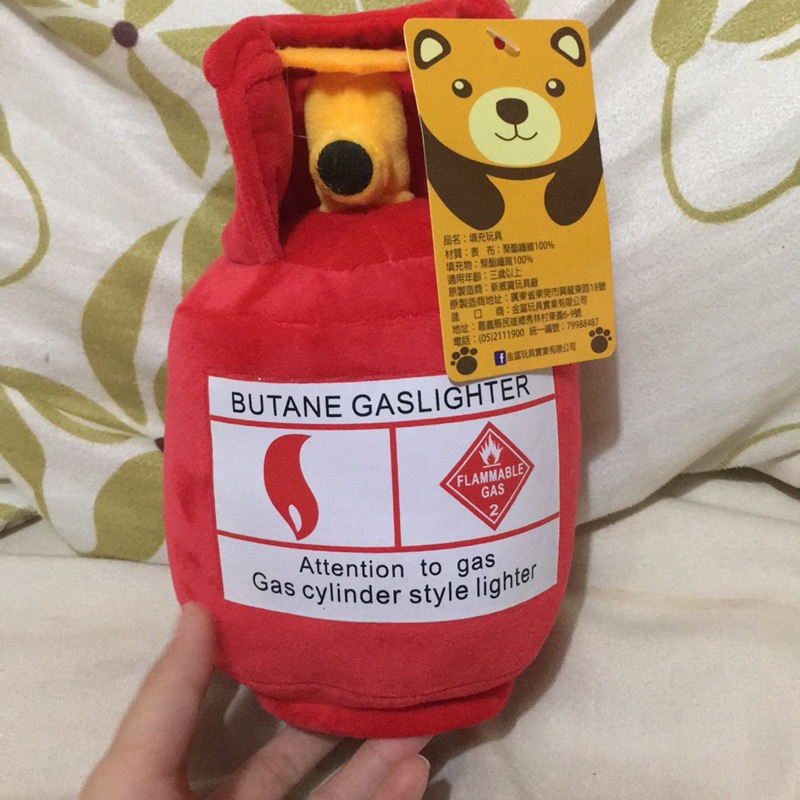 品名：填充玩具
材質：表　布：聚酯纖維100%
填充物：聚酯纖維100%
適用年齡：三歲以上
原製造商：新威寶玩具廠
原製造商地址：廣東省東莞市興龍東路18號
進　口　商：金富玩具實業有限公司
地址：嘉義縣民雄鄉秀林村東義6-9號
電話：(05)2111900 統一編號：79988487
f 金富玩具實業有限公司
BUTANE GASLIGHTER
FLAMMABLE
GAS
2
Attention to gas
Gas cylinder style lighter